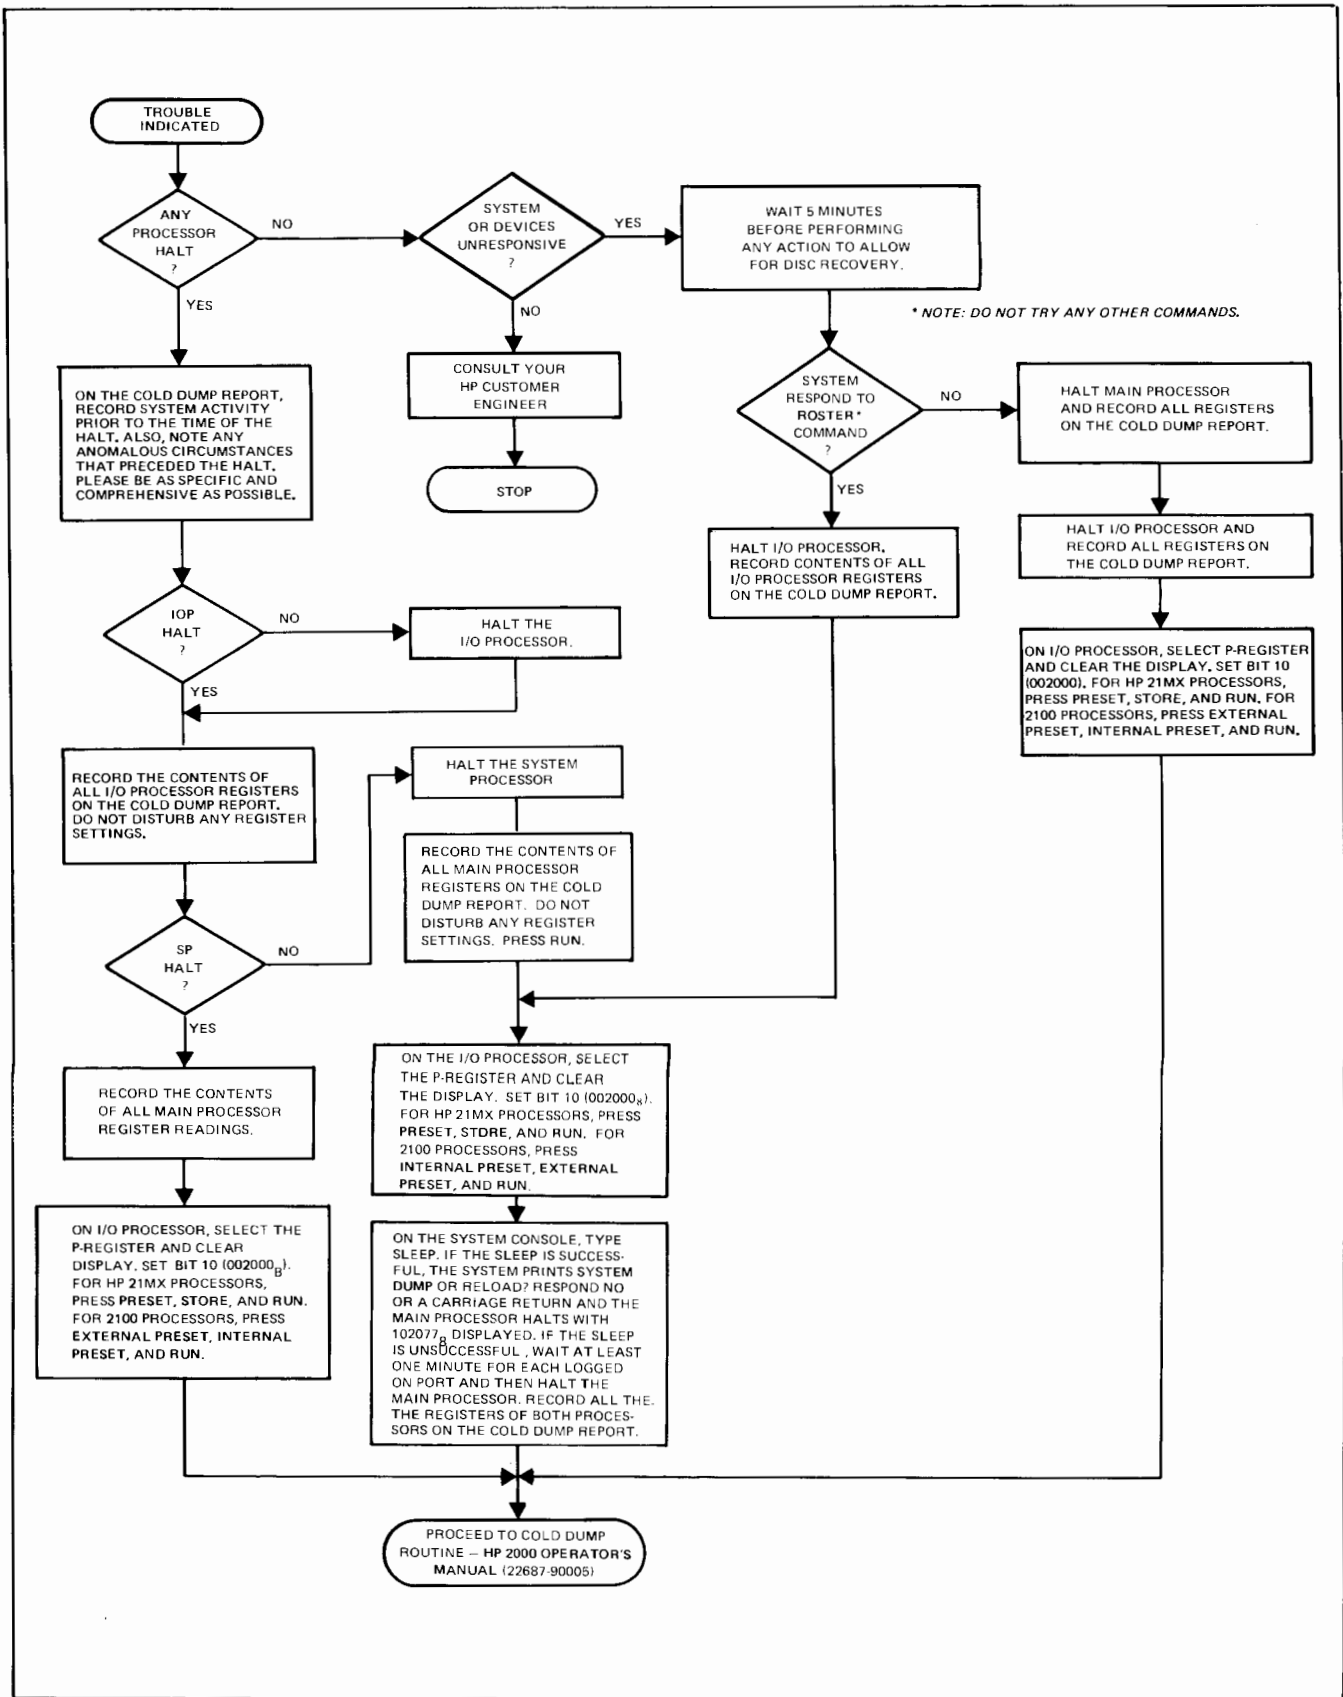 TROUBLE
INDICATED
ANY
PROCESSOR
HALT
?
NO
YES
SYSTEM
OR DEVICES
UNRESPONSIVE
?
YES
NO
WAIT 5 MINUTES
BEFORE PERFORMING
ANY ACTION TO ALLOW
FOR DISC RECOVERY.
* NOTE: DO NOT TRY ANY OTHER COMMANDS.
CONSULT YOUR
HP CUSTOMER
ENGINEER
STOP
SYSTEM
RESPOND TO
ROSTER*
COMMAND
?
NO
YES
HALT MAIN PROCESSOR
AND RECORD ALL REGISTERS
ON THE COLD DUMP REPORT.
HALT I/O PROCESSOR AND
RECORD ALL REGISTERS ON
THE COLD DUMP REPORT.
ON I/O PROCESSOR, SELECT P-REGISTER
AND CLEAR THE DISPLAY. SET BIT 10
(002000). FOR HP 21MX PROCESSORS,
PRESS PRESET, STORE, AND RUN. FOR
2100 PROCESSORS, PRESS EXTERNAL
PRESET, INTERNAL PRESET, AND RUN.
HALT I/O PROCESSOR.
RECORD CONTENTS OF ALL
I/O PROCESSOR REGISTERS
ON THE COLD DUMP REPORT.
ON THE COLD DUMP REPORT,
RECORD SYSTEM ACTIVITY
PRIOR TO THE TIME OF THE
HALT. ALSO, NOTE ANY
ANOMALOUS CIRCUMSTANCES
THAT PRECEDED THE HALT.
PLEASE BE AS SPECIFIC AND
COMPREHENSIVE AS POSSIBLE.
IOP
HALT
?
NO
YES
HALT THE
I/O PROCESSOR.
RECORD THE CONTENTS OF
ALL I/O PROCESSOR REGISTERS
ON THE COLD DUMP REPORT.
DO NOT DISTURB ANY REGISTER
SETTINGS.
SP
HALT
?
NO
YES
HALT THE SYSTEM
PROCESSOR
RECORD THE CONTENTS OF
ALL MAIN PROCESSOR
REGISTERS ON THE COLD
DUMP REPORT. DO NOT
DISTURB ANY REGISTER
SETTINGS. PRESS RUN.
RECORD THE CONTENTS
OF ALL MAIN PROCESSOR
REGISTER READINGS.
ON I/O PROCESSOR, SELECT THE
P-REGISTER AND CLEAR
DISPLAY. SET BIT 10 (002000B).
FOR HP 21MX PROCESSORS,
PRESS PRESET, STORE, AND RUN.
FOR 2100 PROCESSORS, PRESS
EXTERNAL PRESET, INTERNAL
PRESET, AND RUN.
ON THE I/O PROCESSOR, SELECT
THE P-REGISTER AND CLEAR
THE DISPLAY. SET BIT 10 (002000₈).
FOR HP 21MX PROCESSORS, PRESS
PRESET, STORE, AND RUN. FOR
2100 PROCESSORS, PRESS
INTERNAL PRESET, EXTERNAL
PRESET, AND RUN.
ON THE SYSTEM CONSOLE, TYPE
SLEEP. IF THE SLEEP IS SUCCESS-
FUL, THE SYSTEM PRINTS SYSTEM
DUMP OR RELOAD? RESPOND NO
OR A CARRIAGE RETURN AND THE
MAIN PROCESSOR HALTS WITH
102077₈ DISPLAYED. IF THE SLEEP
IS UNSUCCESSFUL , WAIT AT LEAST
ONE MINUTE FOR EACH LOGGED
ON PORT AND THEN HALT THE
MAIN PROCESSOR. RECORD ALL THE.
THE REGISTERS OF BOTH PROCES-
SORS ON THE COLD DUMP REPORT.
PROCEED TO COLD DUMP
ROUTINE – HP 2000 OPERATOR'S
MANUAL (22687-90005)